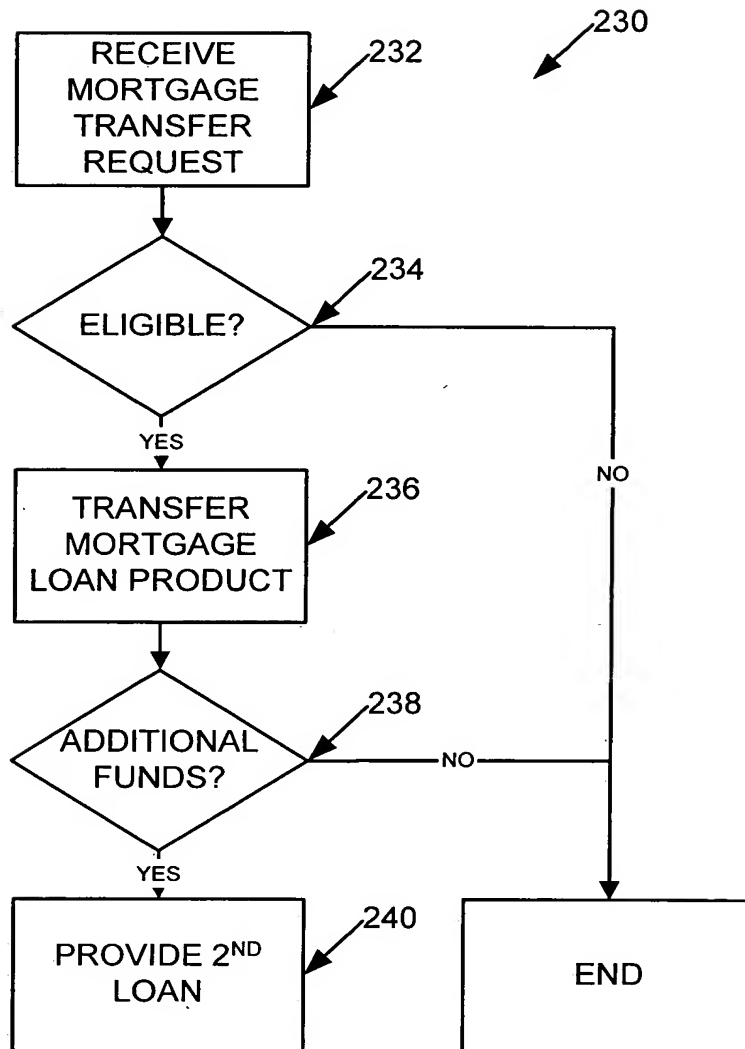 230
RECEIVE
MORTGAGE
TRANSFER
REQUEST
232
ELIGIBLE?
234
YES
NO
TRANSFER
MORTGAGE
LOAN PRODUCT
236
ADDITIONAL
FUNDS?
238
NO
YES
PROVIDE 2ND
LOAN
240
END